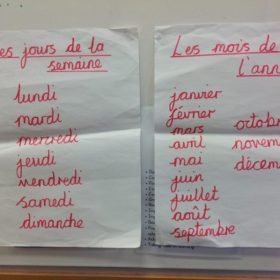 es jours de la
semaine
lundi
mardi
mercredi
jeudi
vendredi
samedi
dimanche
Les mois de
l'ann
janvier
février
mars
avril
mai
juin
juillet
août
septembre
octob
novem
décem